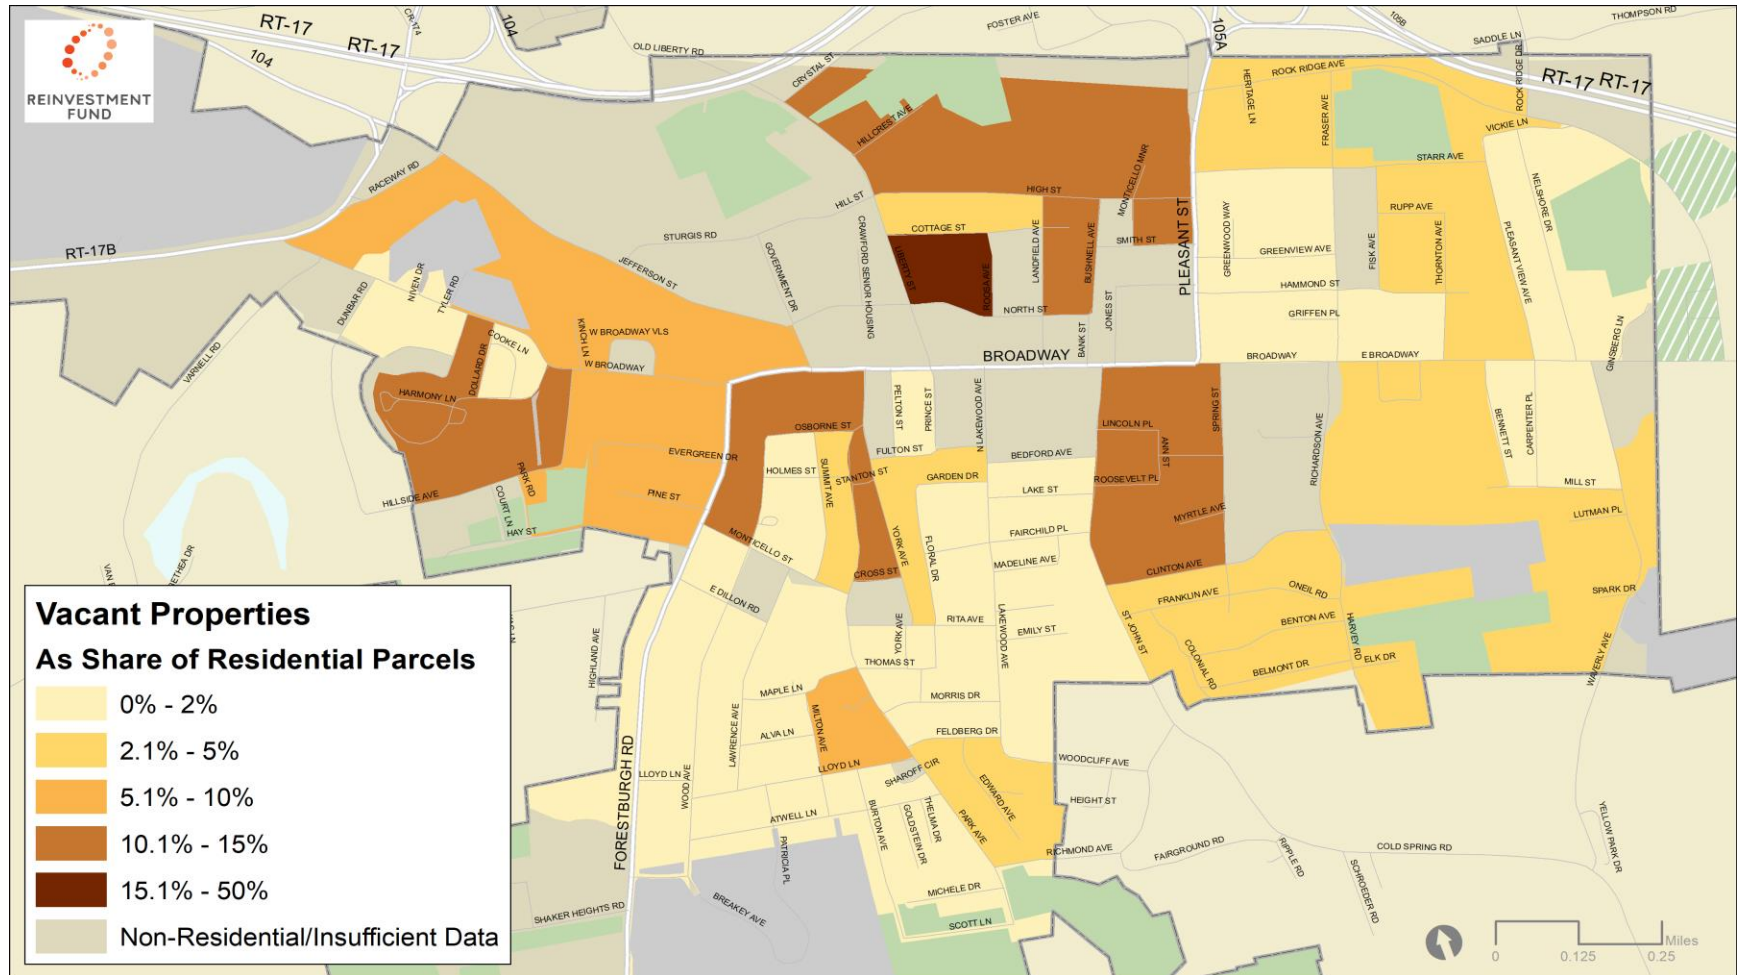 RT-17
RT-17
CR-174
104
104
OLD LIBERTY RD
CRYSTAL ST
FOSTER AVE
105A
105B
THOMPSON RD
SADDLE LN
ROCK RIDGE DR
RT-17 RT-17
REINVESTMENT
FUND
HERITAGE LN
ROCK RIDGE AVE
FRASER AVE
VICKIE LN
STARR AVE
HILLCREST AVE
MONTICELLO MNR
HIGH ST
RACEWAY RD
HILL ST
NELSHORE DR
RUPP AVE
PLEASANT ST
COTTAGE ST
CRAWFORD SENIOR HOUSING
STURGIS RD
GOVERNMENT DR
JEFFERSON ST
LIBERTY ST
ROOSA AVE
LANDFIELD AVE
BUSHNELL AVE
SMITH ST
GREENWOOD WAY
GREENVIEW AVE
FISK AVE
THORNTON AVE
PLEASANT VIEW AVE
RT-17B
NIVEN DR
TYLER RD
DUNBAR RD
HAMMOND ST
NORTH ST
JONES ST
BANK ST
GRIFFEN PL
GINSBERG LN
VARNELL RD
COOKE LN
KINCH LN
W BROADWAY VLS
W BROADWAY
BROADWAY
BROADWAY
E BROADWAY
DOLLARD DR
HARMONY LN
PELTON ST
PRINCE ST
N LAKEWOOD AVE
OSBORNE ST
LINCOLN PL
SPRING ST
ANN ST
RICHARDSON AVE
BENNETT ST
CARPENTER PL
EVERGREEN DR
FULTON ST
BEDFORD AVE
HOLMES ST
SUMMIT AVE
STANTON ST
GARDEN DR
ROOSEVELT PL
LAKE ST
MILL ST
PARK RD
PINE ST
HILLSIDE AVE
COURT LN
HAY ST
MYRTLE AVE
LUTMAN PL
MONTICELLO ST
YORK AVE
FLORAL DR
FAIRCHILD PL
MADELINE AVE
CROSS ST
CLINTON AVE
E DILLON RD
FRANKLIN AVE
ONEIL RD
SPARK DR
Vacant Properties
As Share of Residential Parcels
0% - 2%
2.1% - 5%
5.1% - 10%
10.1% - 15%
15.1% - 50%
Non-Residential/Insufficient Data
HIGHLAND AVE
YORK AVE
RITA AVE
LAKEWOOD AVE
EMILY ST
ST JOHN ST
BENTON AVE
HARVEY RD
COLONIAL RD
BELMONT DR
ELK DR
WAVERLY AVE
THOMAS ST
MAPLE LN
MORRIS DR
MILTON AVE
LAWRENCE AVE
ALVA LN
FELDBERG DR
FORESTBURGH RD
LLOYD LN
LLOYD LN
WOOD AVE
SHAROFF CIR
EDWARD AVE
WOODCLIFF AVE
HEIGHT ST
ATWELL LN
BURTON AVE
GOLDSTEIN DR
THELMA DR
PARK AVE
PATRICIA PL
RICHMOND AVE
FAIRGROUND RD
RIPPLE RD
SCHROEDER RD
COLD SPRING RD
YELLOW PARK DR
MICHELE DR
SCOTT LN
BREAKEY AVE
SHAKER HEIGHTS RD
Miles
0 0.125 0.25